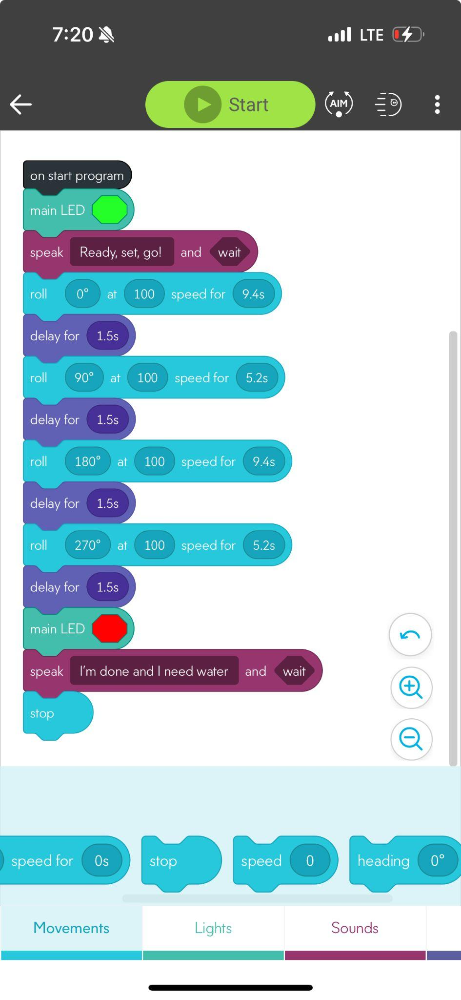 7:20 LTE
Start AIM
on start program
main LED
speak Ready, set, go! and wait
roll 0° at 100 speed for 9.4s
delay for 1.5s
roll 90° at 100 speed for 5.2s
delay for 1.5s
roll 180° at 100 speed for 9.4s
delay for 1.5s
roll 270° at 100 speed for 5.2s
delay for 1.5s
main LED
speak I'm done and I need water and wait
stop
speed for 0s stop speed 0 heading 0°
Movements Lights Sounds